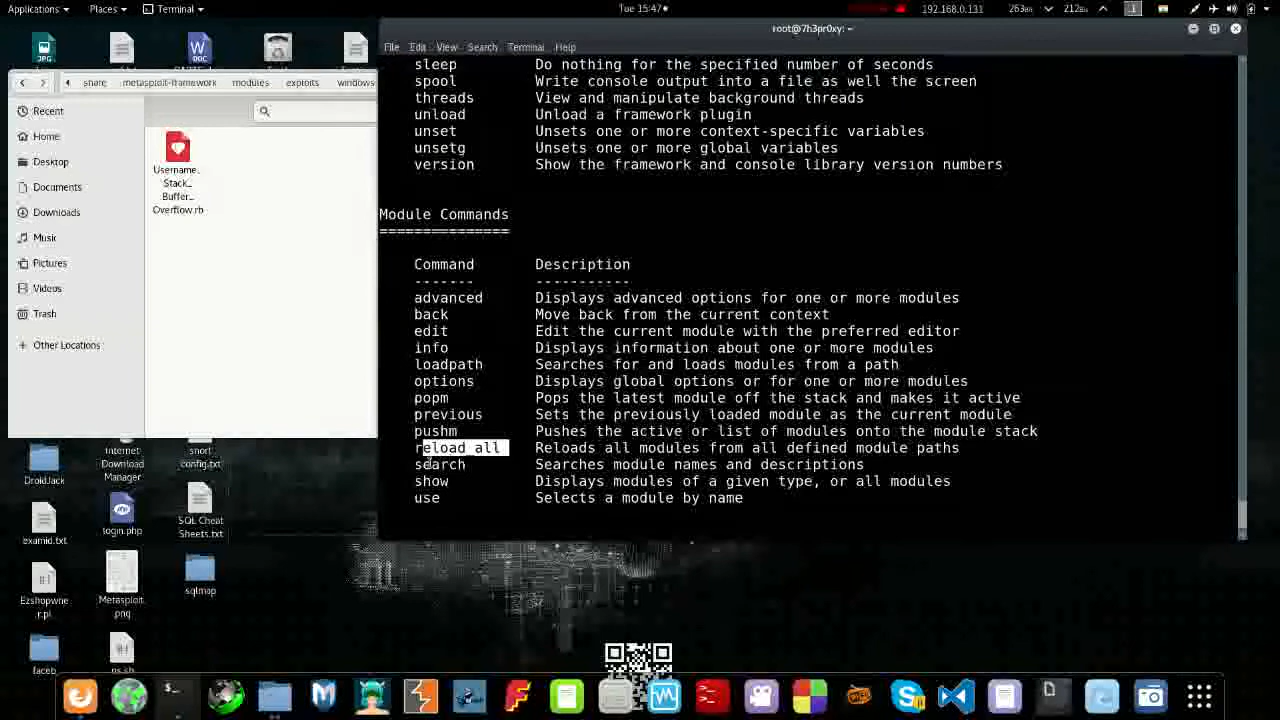 Applications
Places
Terminal
Tue 15:47
192.168.0.131
root@7h3pr0xy: ~
File Edit View Search Terminal Help
share metasploit-framework modules exploits windows
Recent
Home
Desktop
Documents
Downloads
Music
Pictures
Videos
Trash
+ Other Locations
Username_
Stack_
Buffer_
Overflow.rb
sleep Do nothing for the specified number of seconds
spool Write console output into a file as well the screen
threads View and manipulate background threads
unload Unload a framework plugin
unset Unsets one or more context-specific variables
unsetg Unsets one or more global variables
version Show the framework and console library version numbers
Module Commands
===============
Command Description
------- -----------
advanced Displays advanced options for one or more modules
back Move back from the current context
edit Edit the current module with the preferred editor
info Displays information about one or more modules
loadpath Searches for and loads modules from a path
options Displays global options or for one or more modules
popm Pops the latest module off the stack and makes it active
previous Sets the previously loaded module as the current module
pushm Pushes the active or list of modules onto the module stack
reload_all Reloads all modules from all defined module paths
search Searches module names and descriptions
show Displays modules of a given type, or all modules
use Selects a module by name
DroidJack
Internet
Download
Manager
snort
config.txt
examid.txt
login.php
SQL Cheat
Sheets.txt
Ezshopwne
r.pl
Metasploit.
png
sqlmap
faceb
ns.sh